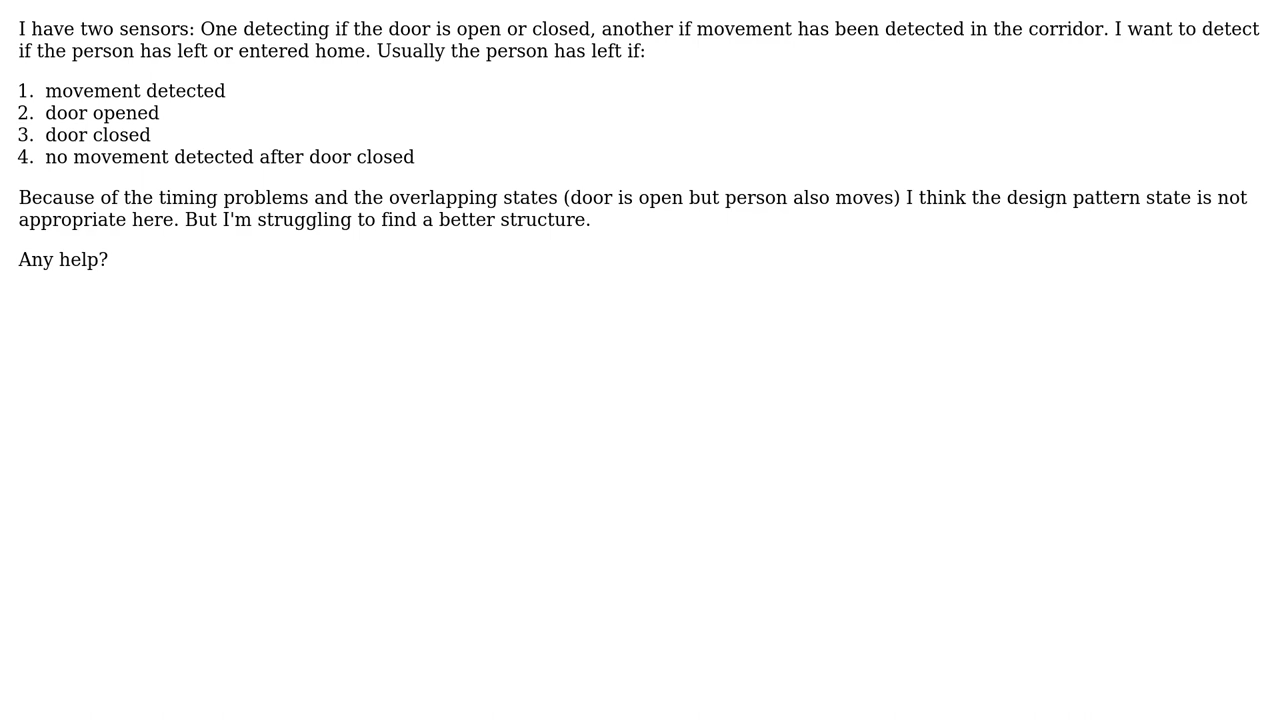 I have two sensors: One detecting if the door is open or closed, another if movement has been detected in the corridor. I want to detect
if the person has left or entered home. Usually the person has left if:
1. movement detected
2. door opened
3. door closed
4. no movement detected after door closed
Because of the timing problems and the overlapping states (door is open but person also moves) I think the design pattern state is not
appropriate here. But I'm struggling to find a better structure.
Any help?